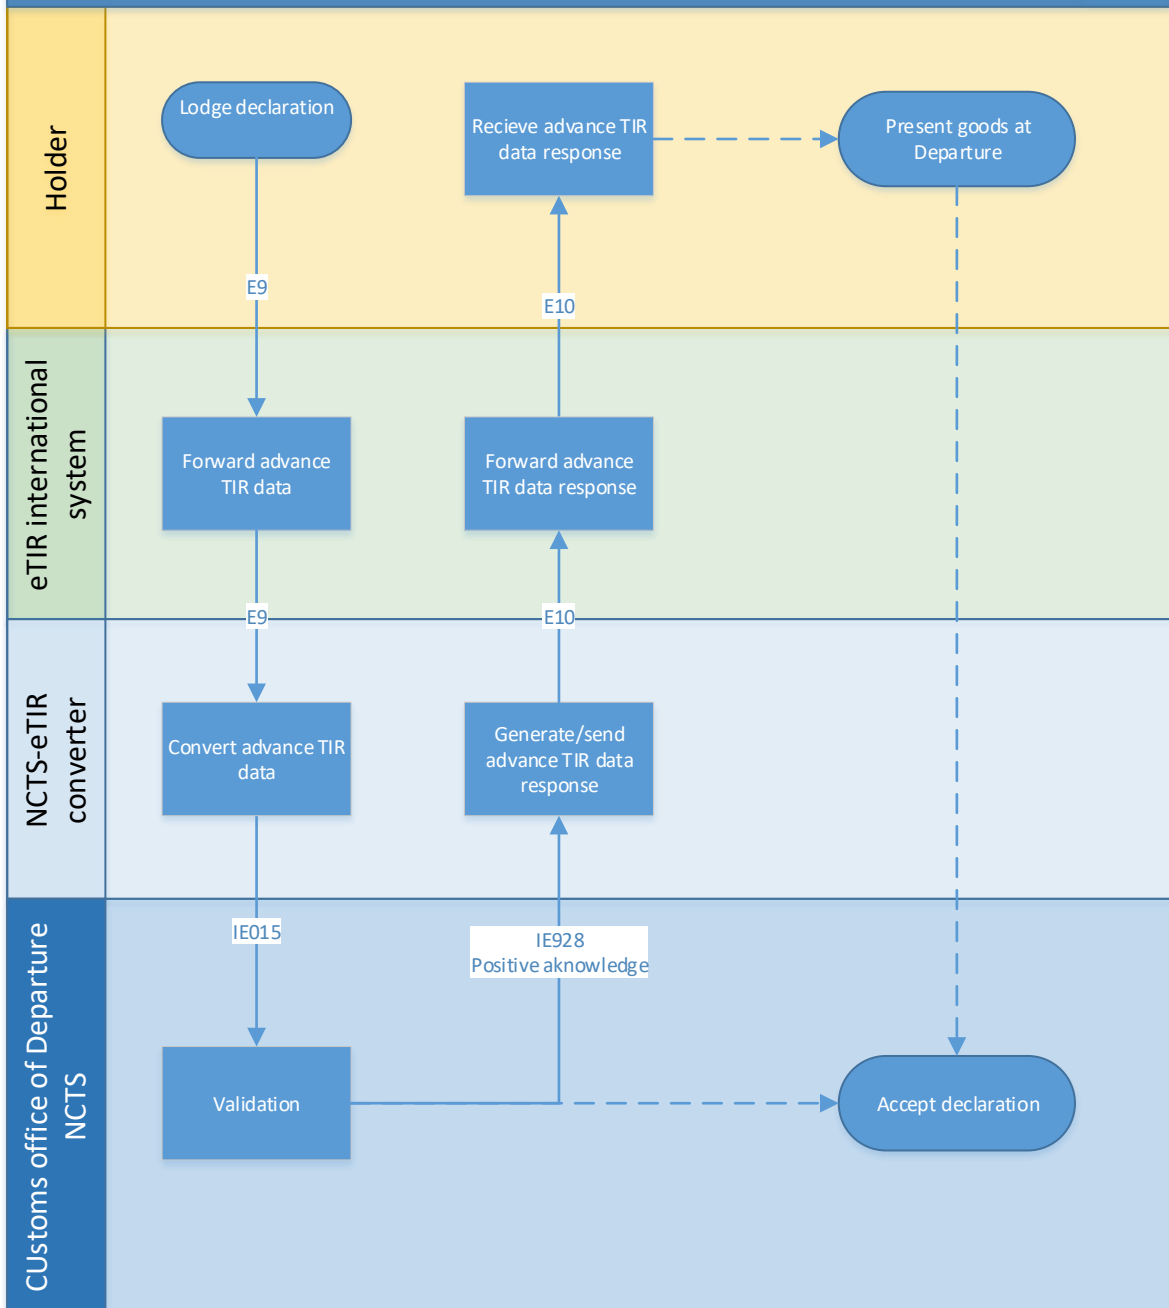 Holder
Lodge declaration
Recieve advance TIR
data response
Present goods at
Departure
E9
E10
eTIR international
system
Forward advance
TIR data
Forward advance
TIR data response
E9
E10
NCTS-eTIR
converter
Convert advance TIR
data
Generate/send
advance TIR data
response
CUstoms office of Departure
NCTS
IE015
IE928
Positive aknowledge
Validation
Accept declaration